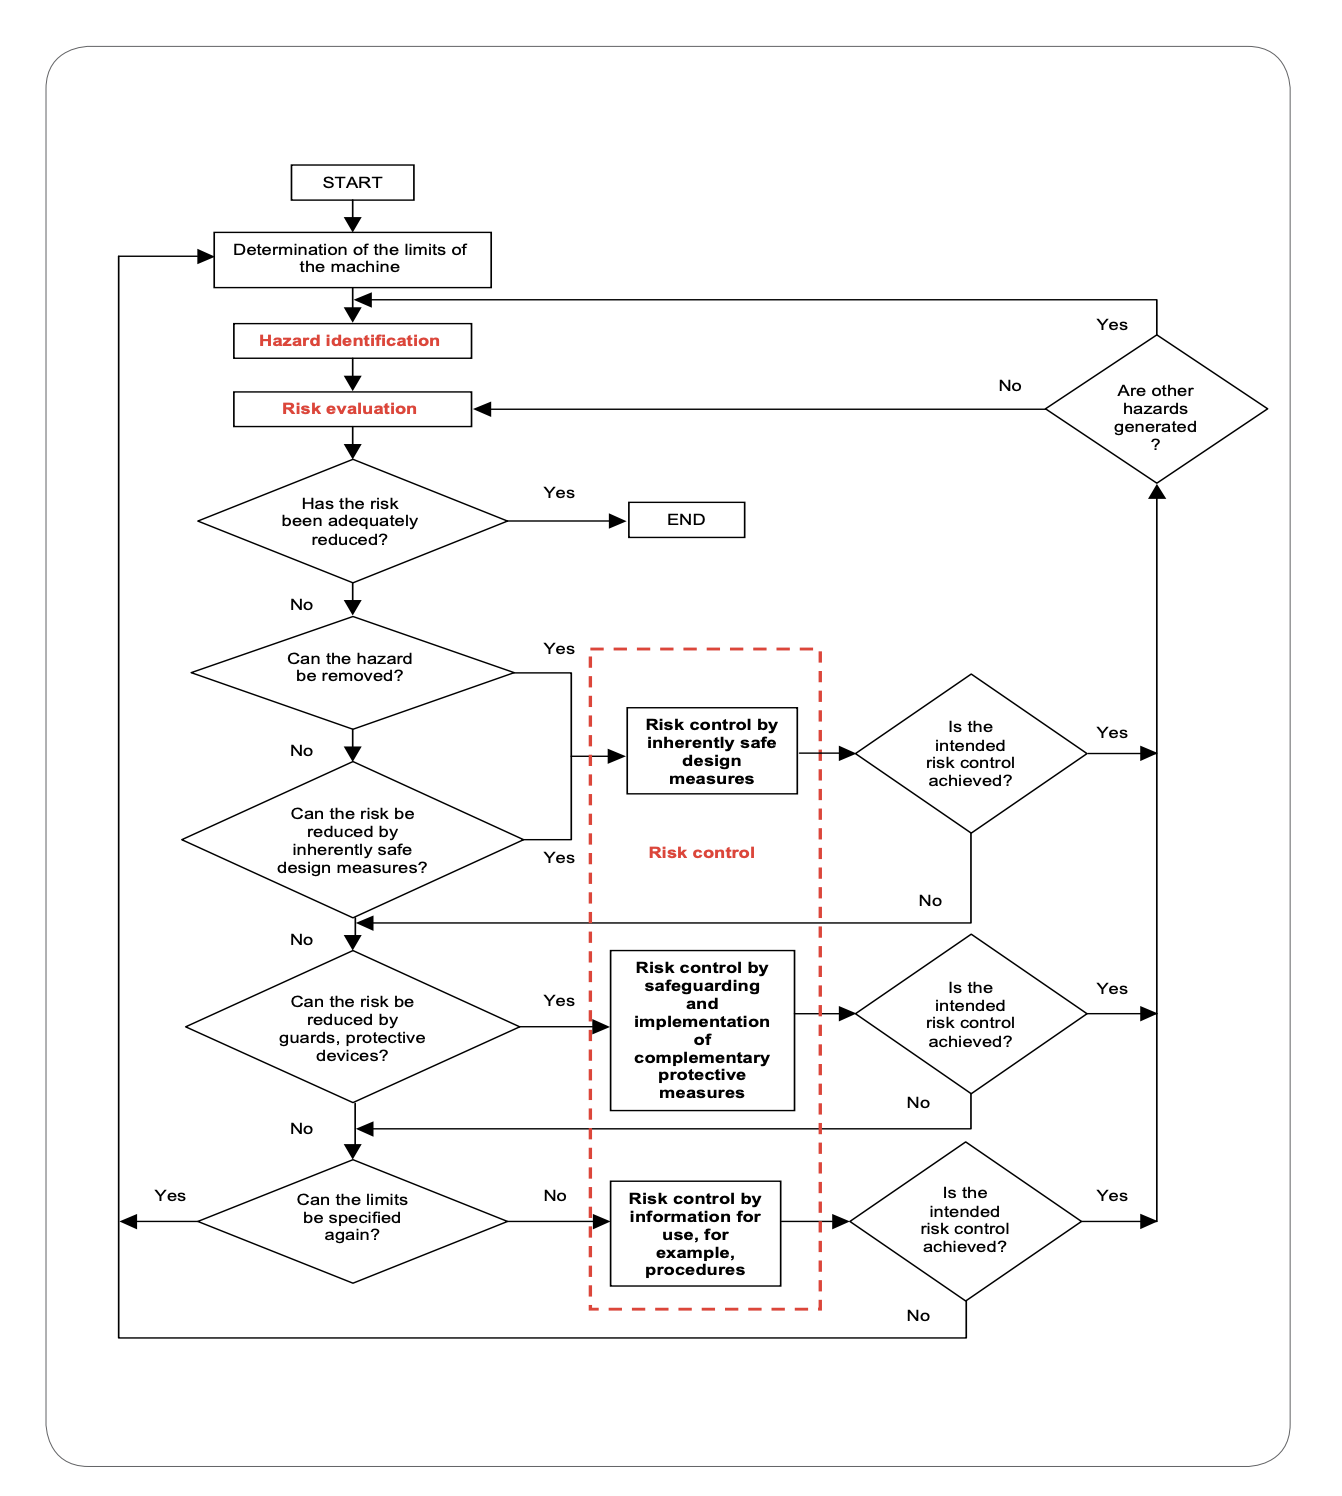 START
Determination of the limits of
the machine
Hazard identification
Yes
Are other
hazards
generated
?
No
Risk evaluation
Has the risk
been adequately
reduced?
Yes
END
No
Can the hazard
be removed?
Yes
Risk control by
inherently safe
design
measures
Is the
intended
risk control
achieved?
Yes
No
Can the risk be
reduced by
inherently safe
design measures?
Yes
Risk control
No
No
Can the risk be
reduced by
guards, protective
devices?
Yes
Risk control by
safeguarding
and
implementation
of
complementary
protective
measures
Is the
intended
risk control
achieved?
Yes
No
No
Yes
Can the limits
be specified
again?
No
Risk control by
information for
use, for
example,
procedures
Is the
intended
risk control
achieved?
Yes
No